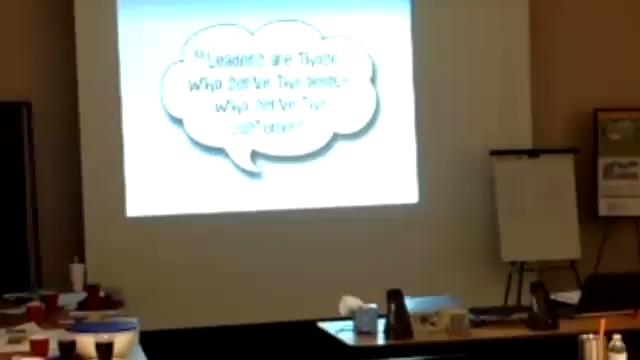 "Leaders are those
who serve the people
who serve the
customer"